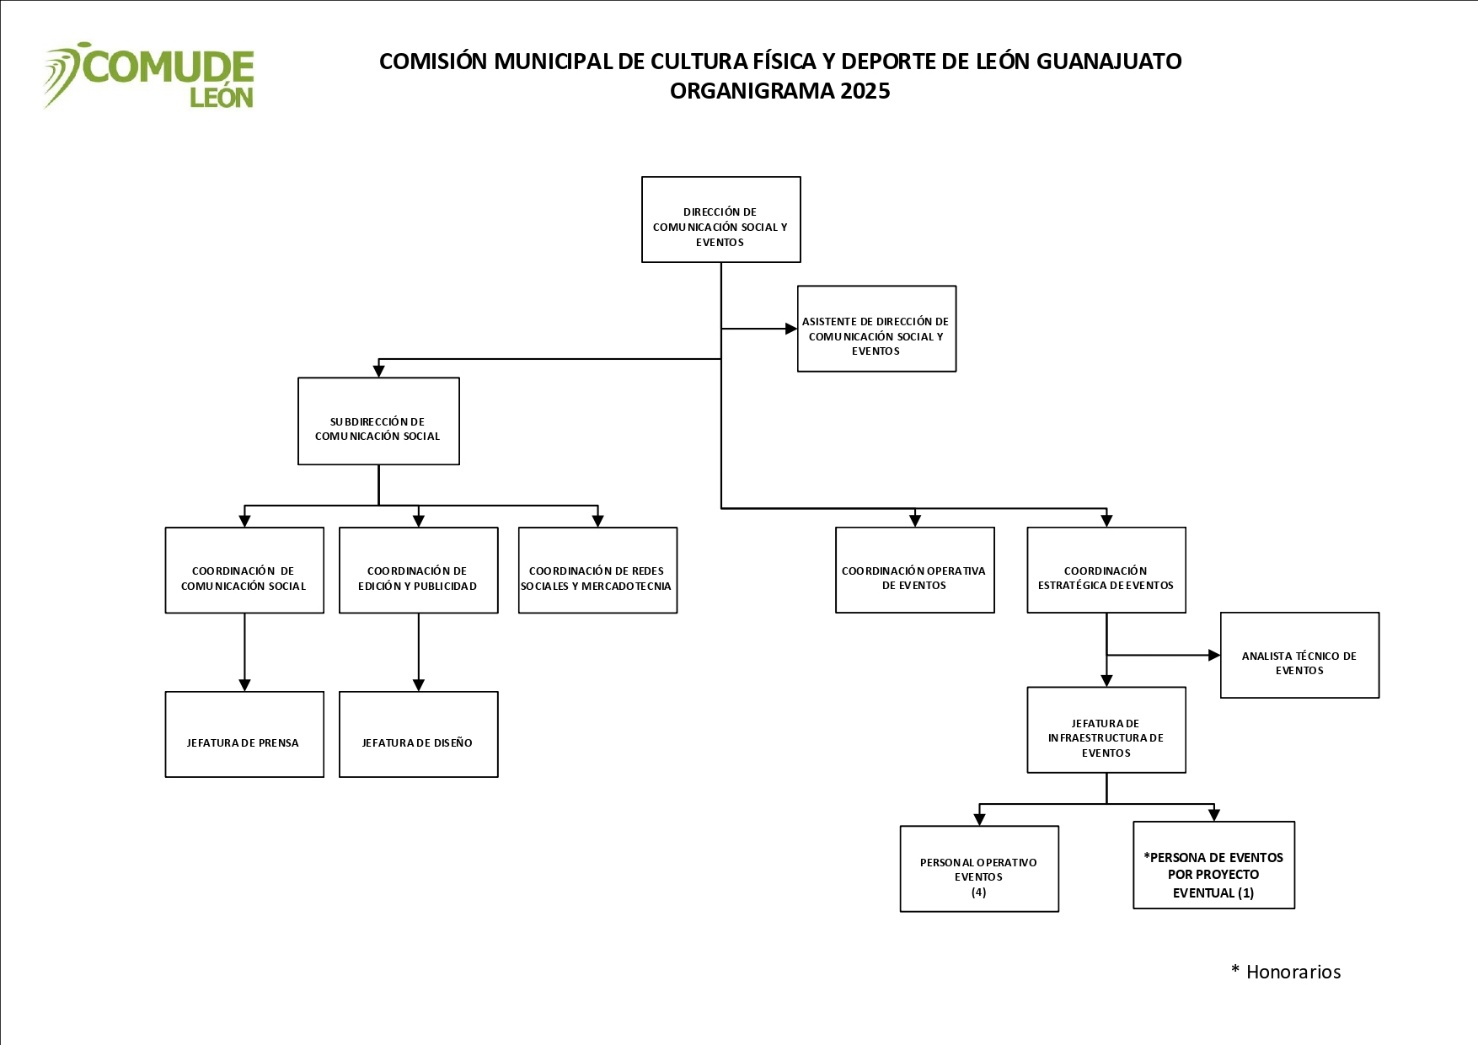 COMUDE
LEÓN
COMISIÓN MUNICIPAL DE CULTURA FÍSICA Y DEPORTE DE LEÓN GUANAJUATO
ORGANIGRAMA 2025
DIRECCIÓN DE
COMUNICACIÓN SOCIAL Y
EVENTOS
ASISTENTE DE DIRECCIÓN DE
COMUNICACIÓN SOCIAL Y
EVENTOS
SUBDIRECCIÓN DE
COMUNICACIÓN SOCIAL
COORDINACIÓN DE
COMUNICACIÓN SOCIAL
COORDINACIÓN DE
EDICIÓN Y PUBLICIDAD
COORDINACIÓN DE REDES
SOCIALES Y MERCADOTECNIA
COORDINACIÓN OPERATIVA
DE EVENTOS
COORDINACIÓN
ESTRATÉGICA DE EVENTOS
ANALISTA TÉCNICO DE
EVENTOS
JEFATURA DE PRENSA
JEFATURA DE DISEÑO
JEFATURA DE
INFRAESTRUCTURA DE
EVENTOS
PERSONAL OPERATIVO
EVENTOS
(4)
*PERSONA DE EVENTOS
POR PROYECTO
EVENTUAL (1)
* Honorarios